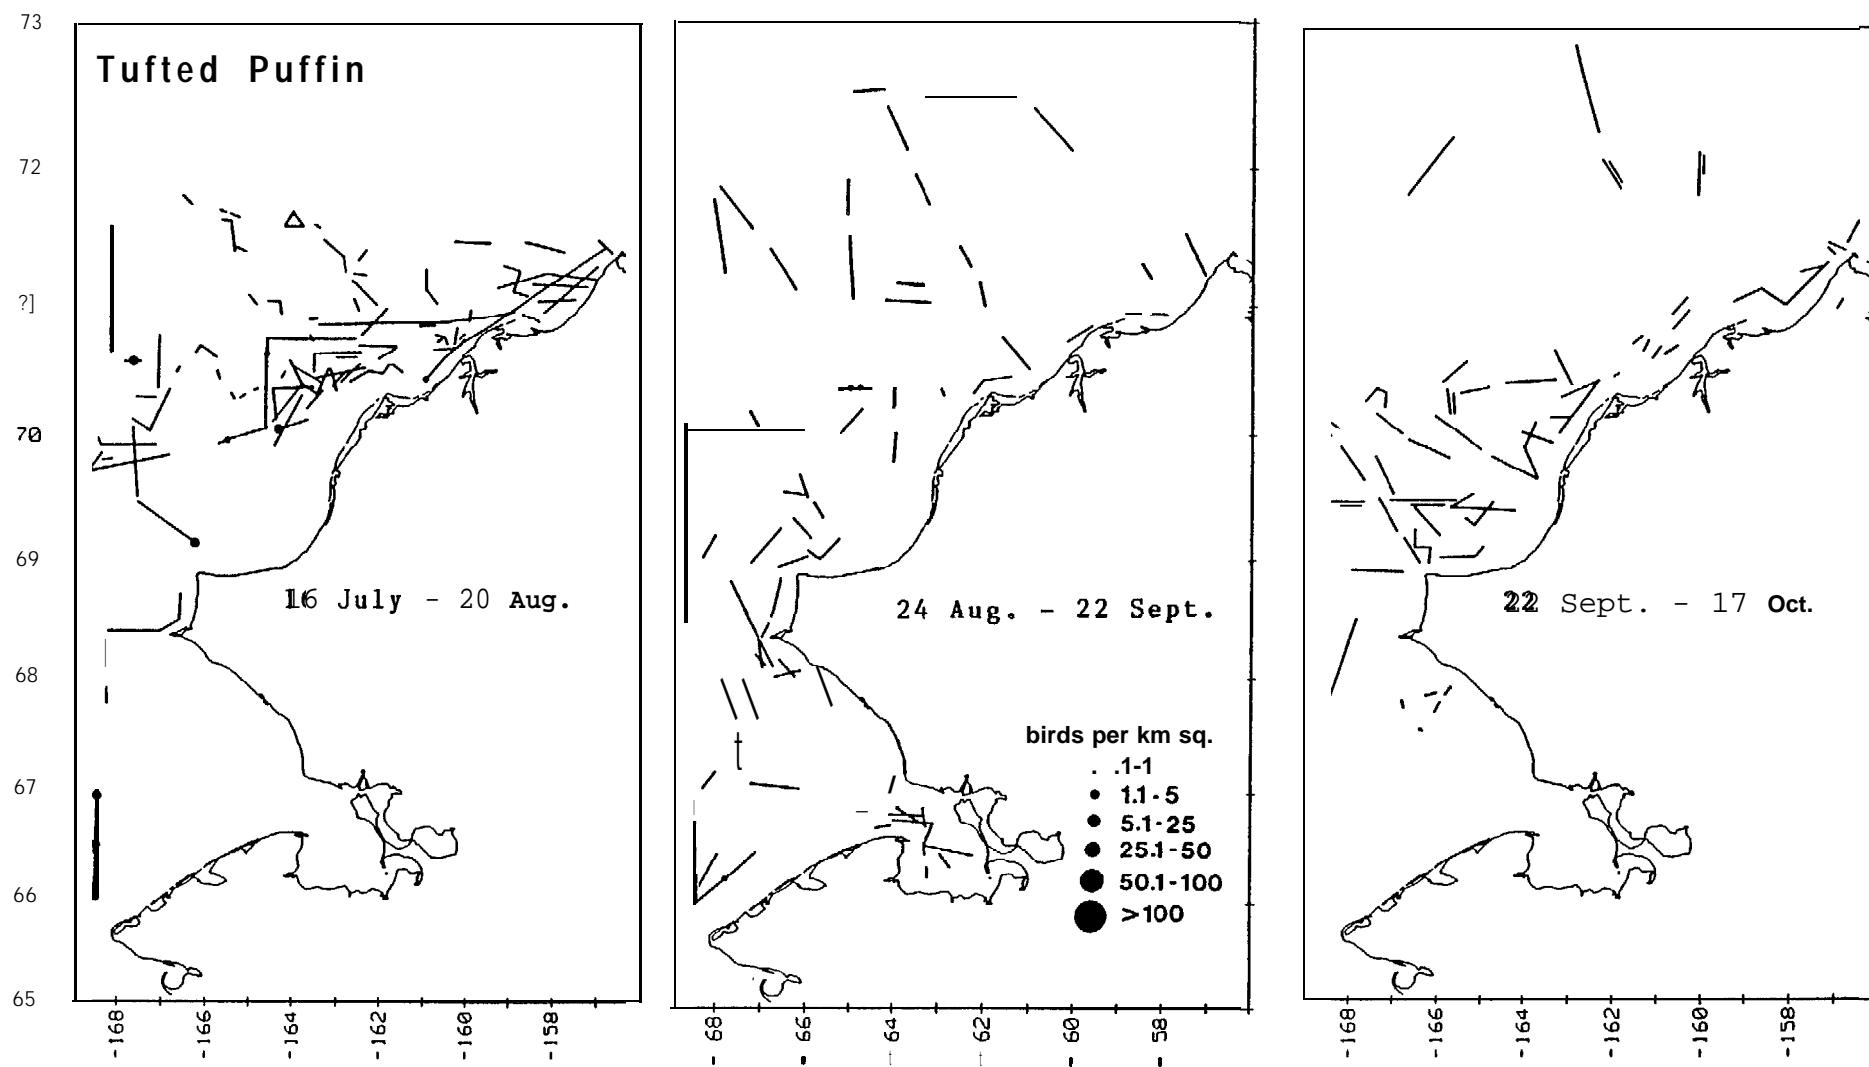 Tufted Puffin
73
72
?]
70
69
68
67
66
65
16 July - 20 Aug.
24 Aug. - 22 Sept.
22 Sept. - 17 Oct.
birds per km sq.
. .1-1
1.1-5
5.1-25
25.1-50
50.1-100
>100
-168 -166 -164 -162 -160 -158
-68 -66 -64 -62 -60 -58
-168 -166 -164 -162 -160 -158